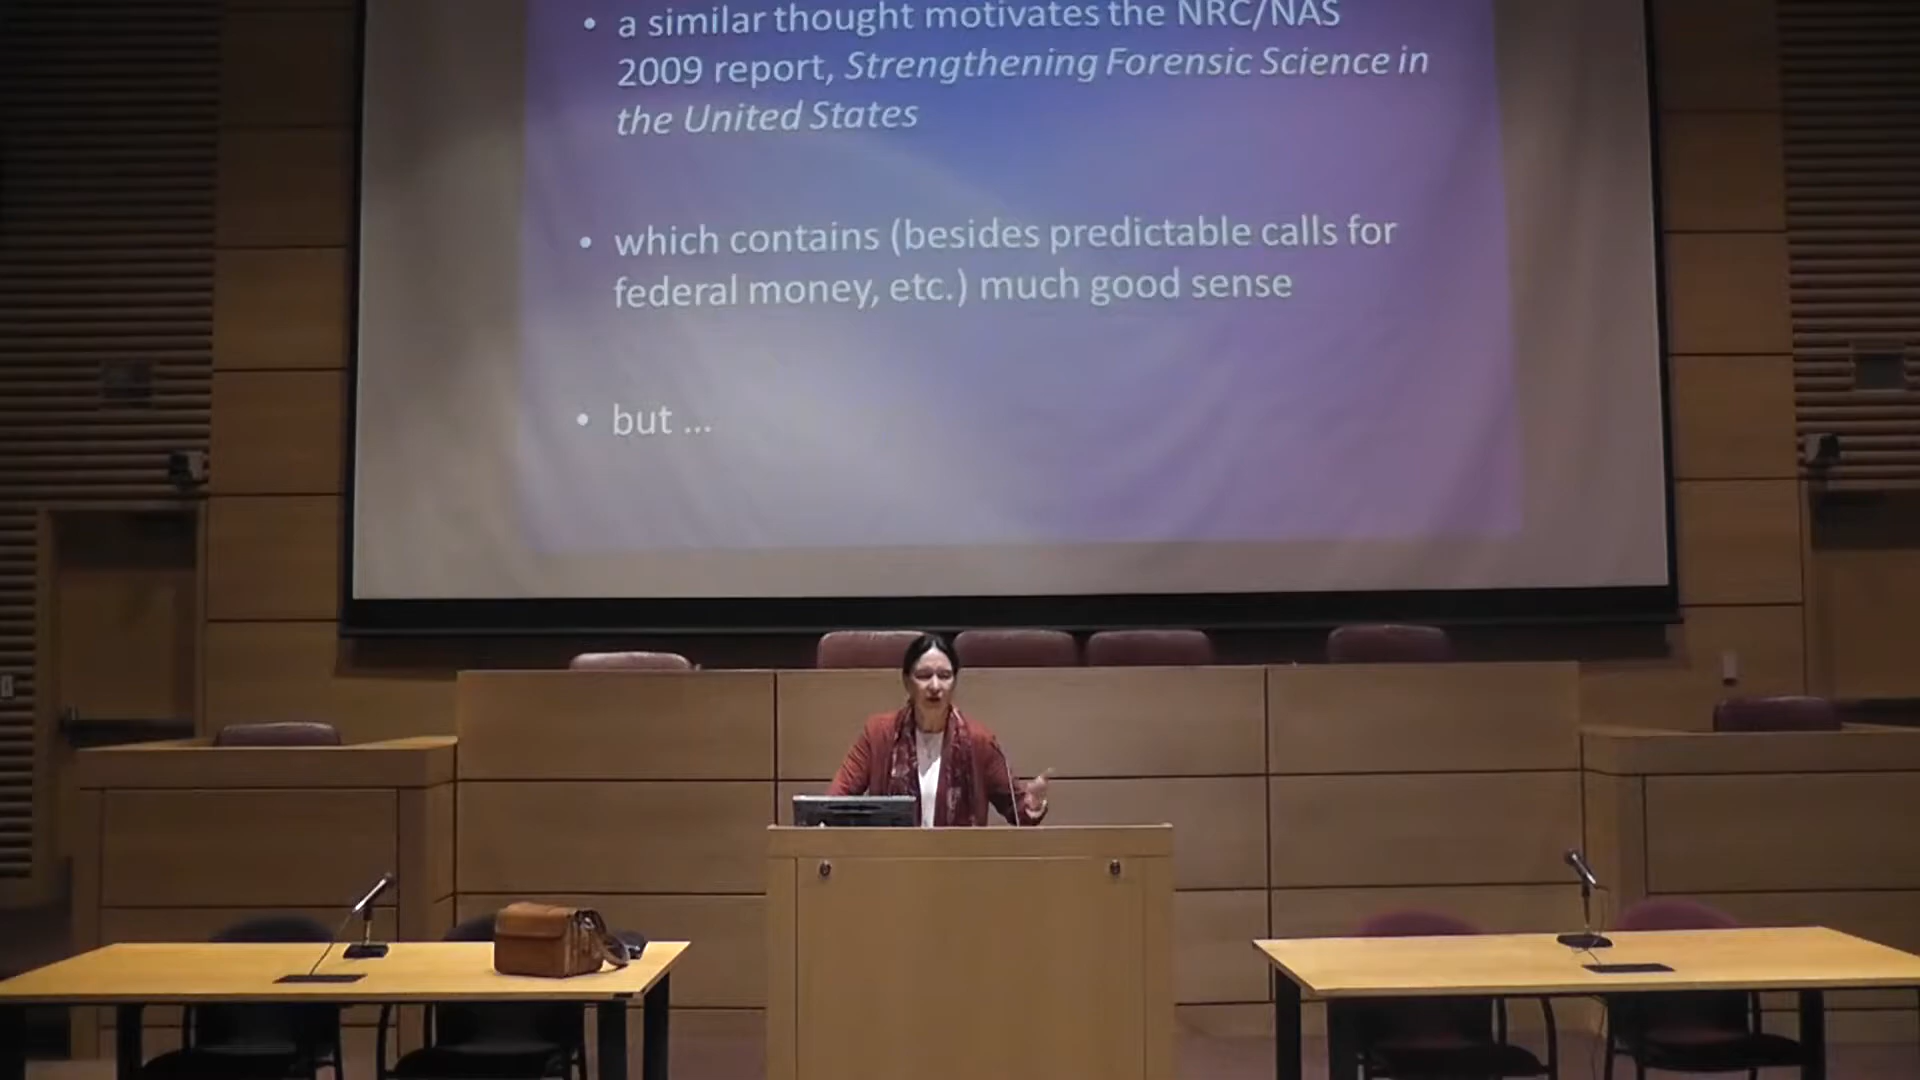 • a similar thought motivates the NRC/NAS
2009 report, Strengthening Forensic Science in
the United States
• which contains (besides predictable calls for
federal money, etc.) much good sense
• but ...